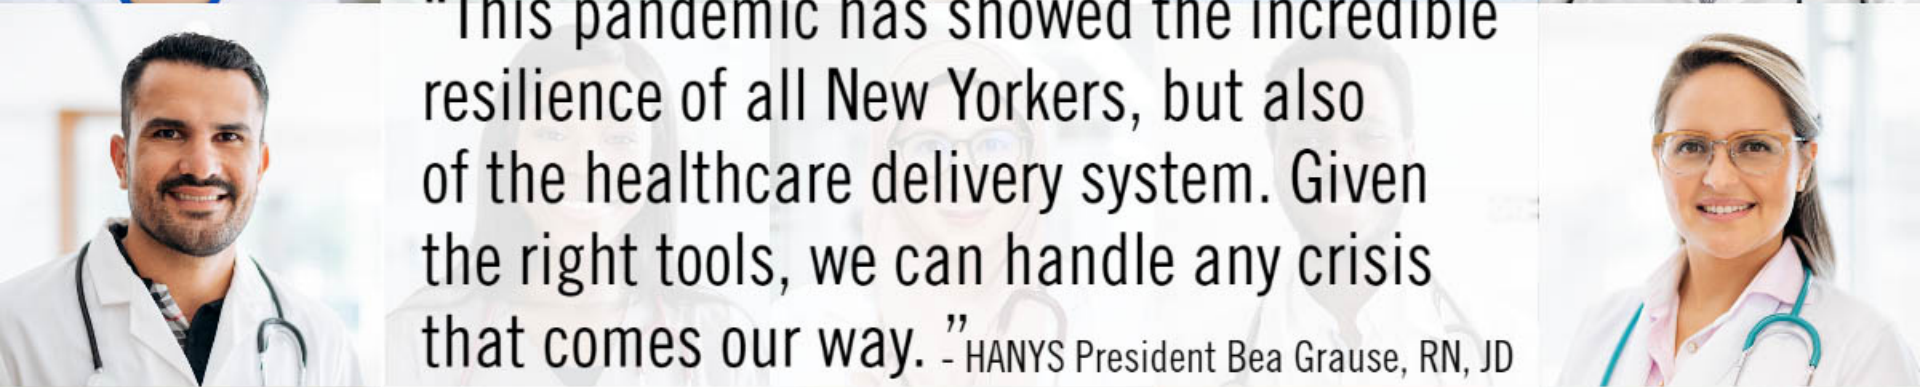 "This pandemic has showed the incredible
resilience of all New Yorkers, but also
of the healthcare delivery system. Given
the right tools, we can handle any crisis
that comes our way. ” - HANYS President Bea Grause, RN, JD